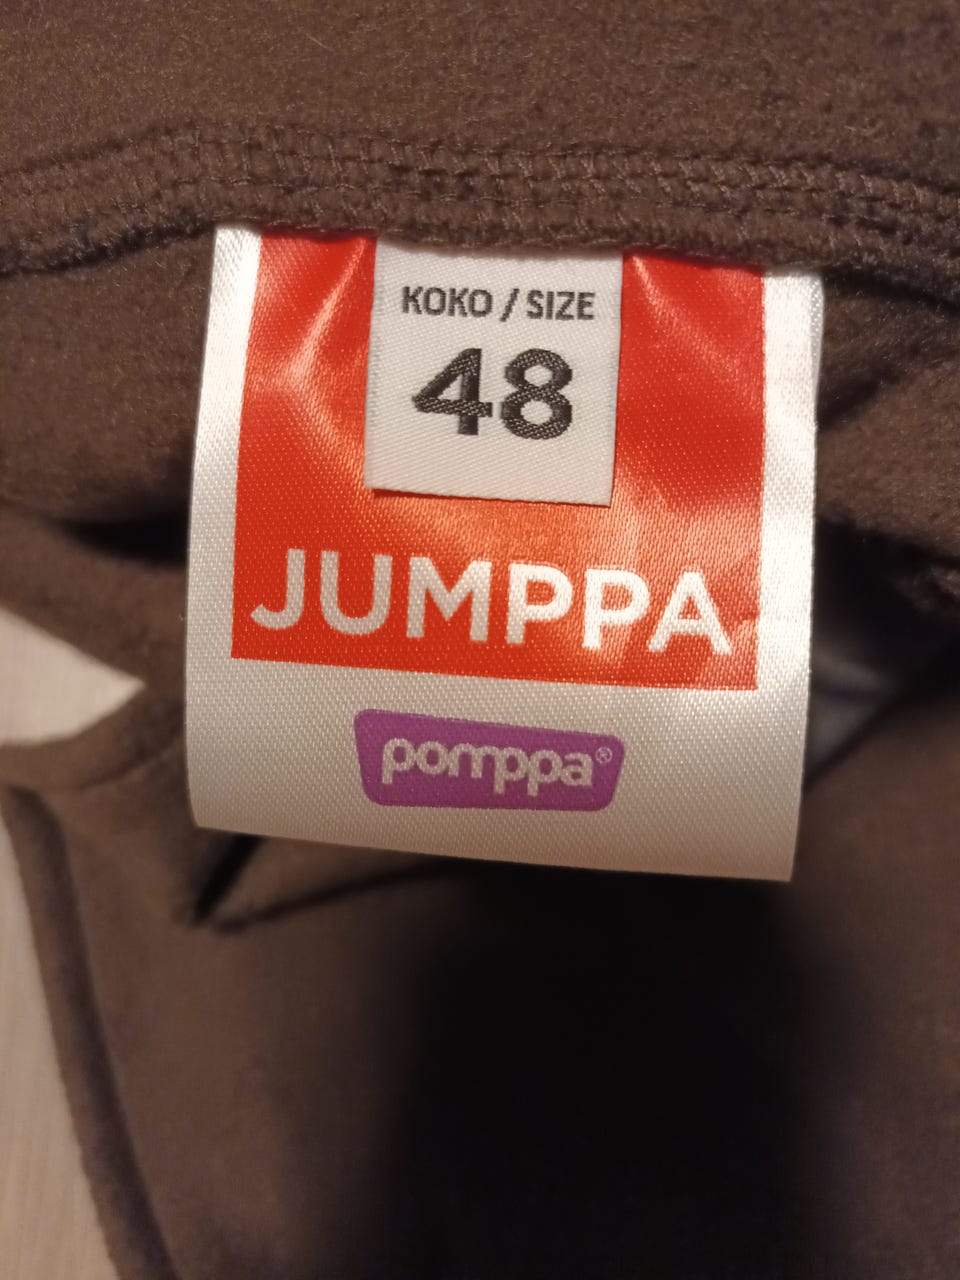 KOKO / SIZE
48
JUMPPA
pomppa®